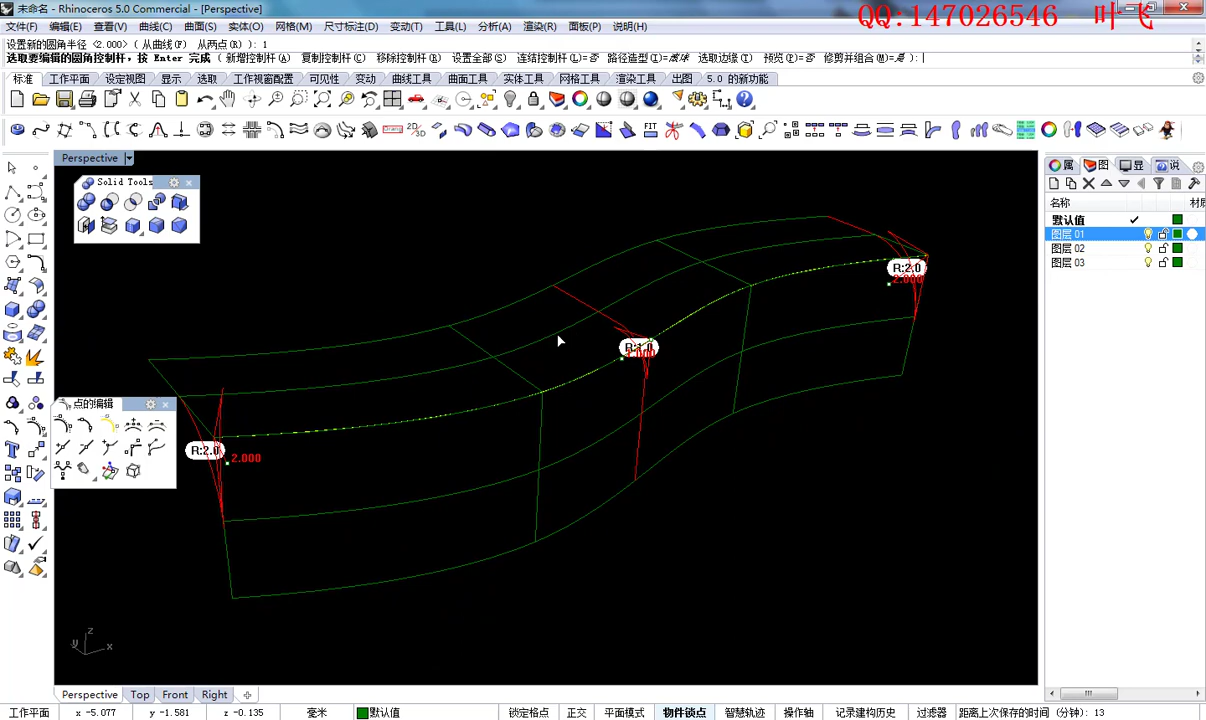 未命名 - Rhinoceros 5.0 Commercial - [Perspective]
QQ:147026546 叶飞
文件(F) 编辑(E) 查看(V) 曲线(C) 曲面(S) 实体(O) 网格(M) 尺寸标注(D) 变动(T) 工具(L) 分析(A) 渲染(R) 面板(P) 说明(H)
设置新的圆角半径 <2.000> ( 从曲线(F) 从两点(R) ): 1
选取要编辑的圆角控制杆，按 Enter 完成 ( 新增控制杆(A) 复制控制杆(C) 移除控制杆(R) 设置全部(S) 连结控制杆(L)=否 路径造型(I)=滚球 选取边缘(T) 预览(P)=否 修剪并组合(M)=是 ):
标准 工作平面 设定视图 显示 选取 工作视窗配置 可见性 变动 曲线工具 曲面工具 实体工具 网格工具 渲染工具 出图 5.0 的新功能
2D/3D
FIT
Perspective
Solid Tools
属 图 显 说
名称 材质
默认值
图层 01
图层 02
图层 03
R:2.0
2.000
R:1.0
1.000
点的编辑
R:2.0
2.000
z
y x
Perspective Top Front Right
工作平面 x -5.077 y -1.581 z -0.135 毫米 默认值 锁定格点 正交 平面模式 物件锁点 智慧轨迹 操作轴 记录建构历史 过滤器 距离上次保存的时间 (分钟): 13